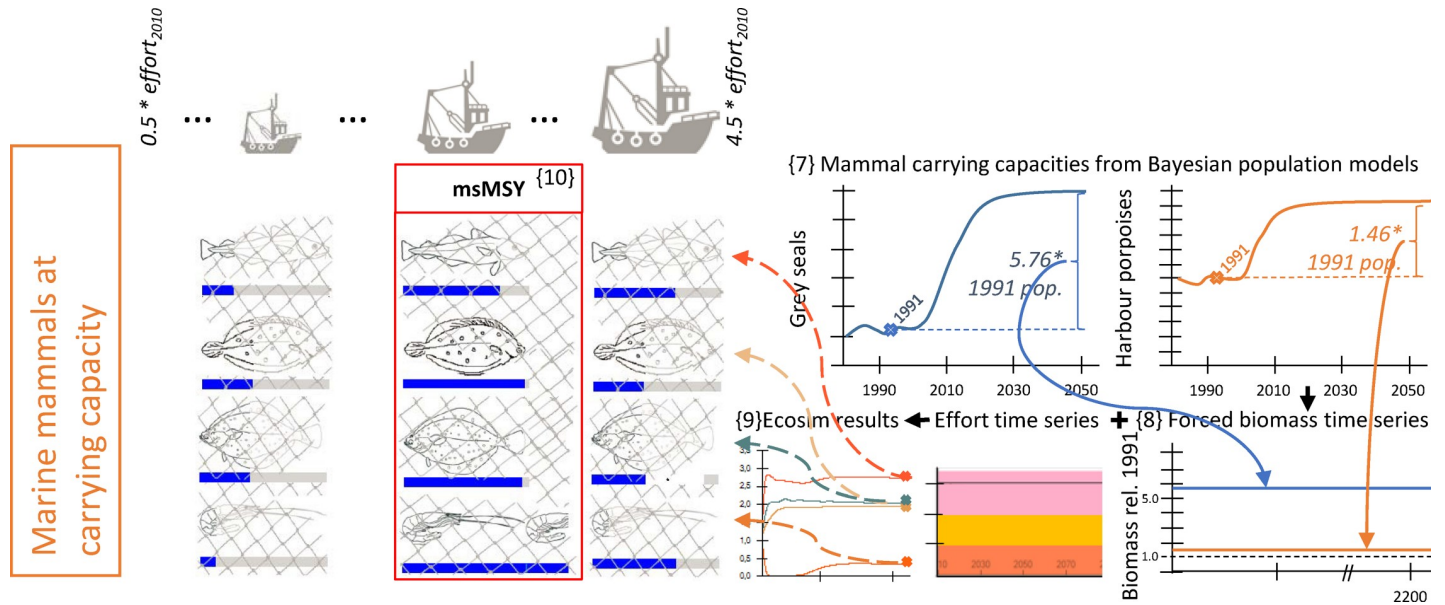 0.5 * effort2010
...
...
...
4.5 * effort2010
Marine mammals at
carrying capacity
msMSY
{10}
{7} Mammal carrying capacities from Bayesian population models
Grey seals
1991
5.76*
1991 pop.
1990
2010
2030
2050
Harbour porpoises
1991
1.46*
1991 pop.
1990
2010
2030
2050
{9}Ecosim results
Effort time series
+
{8} Forced biomass time series
3,5
3,0
2,5
2,0
1,5
1,0
0,5
0,0
10
2030
2050
2070
Biomass rel. 1991
5.0
1.0
//
2200